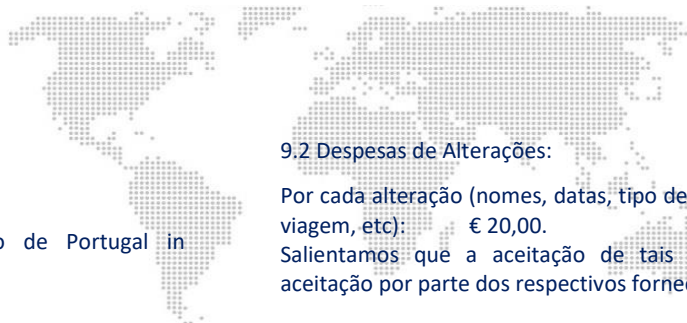 de Portugal in
9.2 Despesas de Alterações:
Por cada alteração (nomes, datas, tipo de
viagem, etc): € 20,00.
Salientamos que a aceitação de tais
aceitação por parte dos respectivos